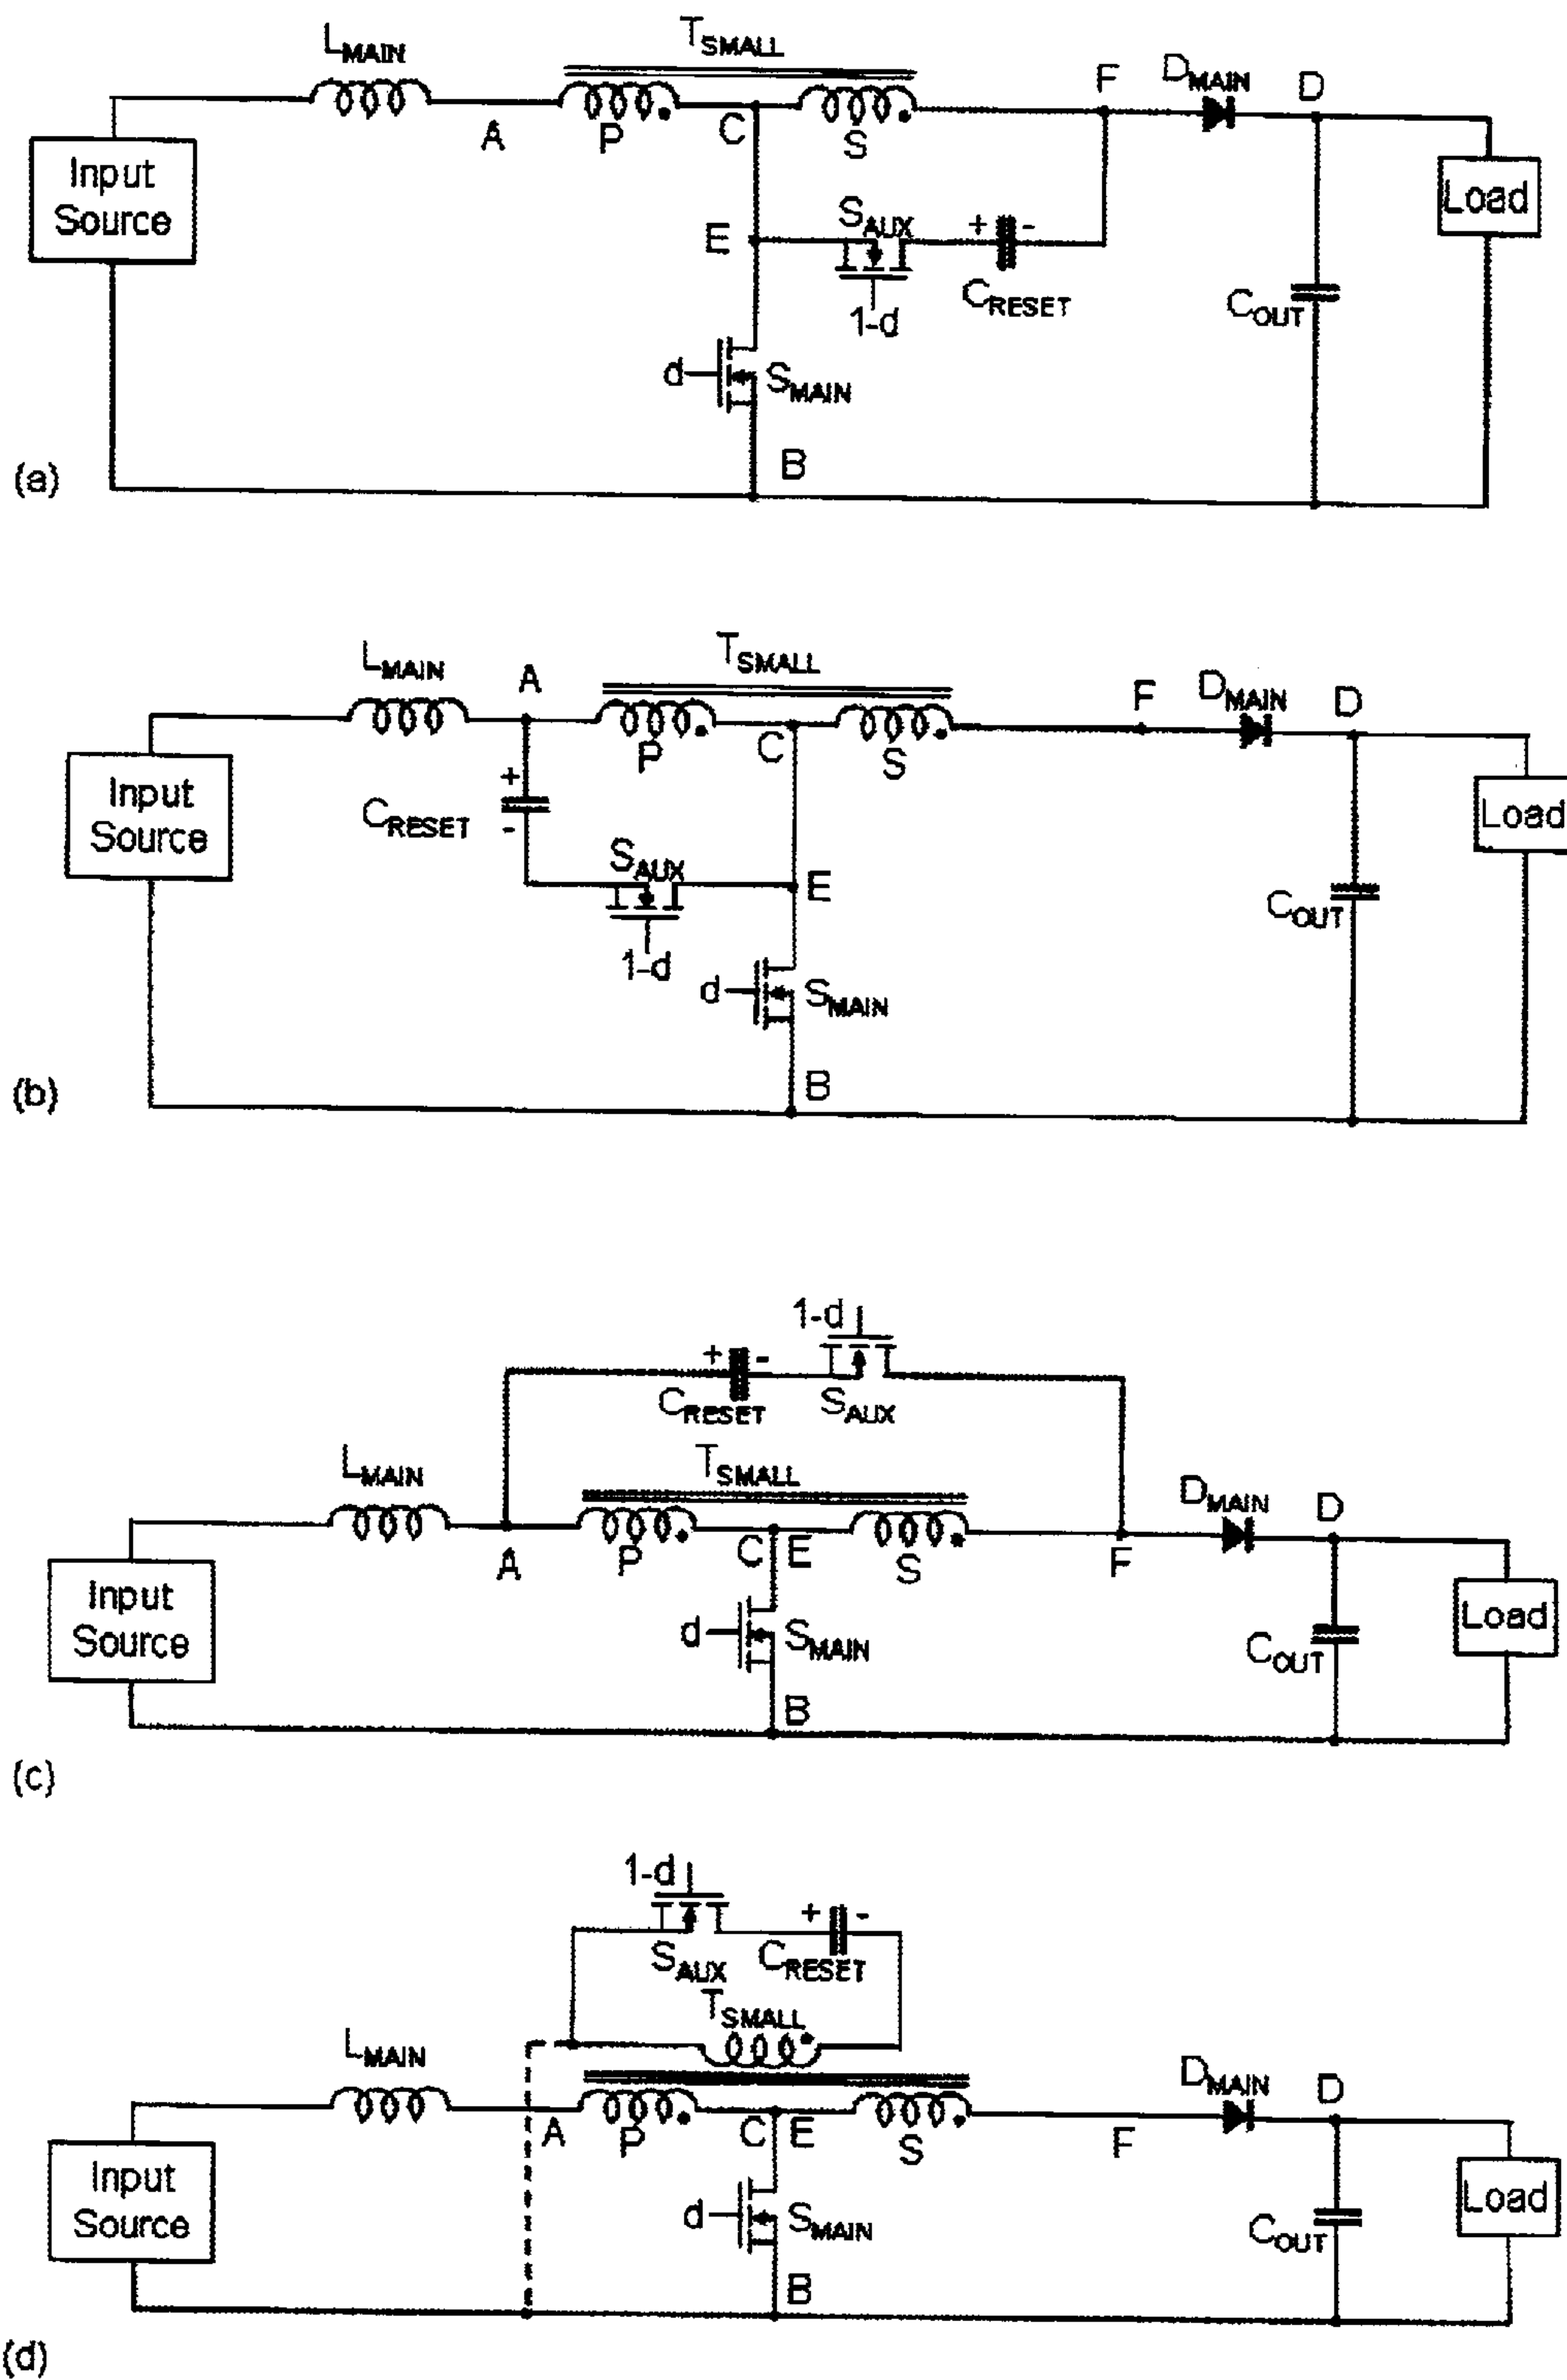 L_MAIN T_SMALL
A P C S F D_MAIN D
Input Source
Load
E S_AUX + -
C_RESET
1-d
C_OUT
d S_MAIN
B
(a)
L_MAIN A T_SMALL
P C S F D_MAIN D
Input Source
Load
+
C_RESET
-
S_AUX
E
1-d
C_OUT
d S_MAIN
B
(b)
1-d
+ -
C_RESET S_AUX
L_MAIN T_SMALL
A P C E S F D_MAIN D
Input Source
Load
d S_MAIN
C_OUT
B
(c)
1-d
+ -
S_AUX C_RESET
T_SMALL
L_MAIN
A P C E S F D_MAIN D
Input Source
Load
d S_MAIN
C_OUT
B
(d)